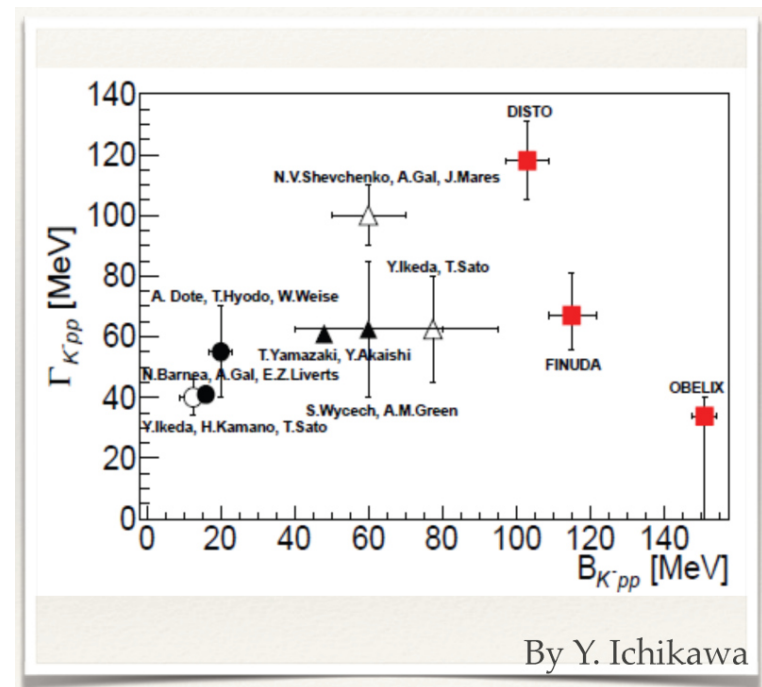 140
120
100
80
60
40
20
0
Γ K⁻pp [MeV]
DISTO
N.V.Shevchenko, A.Gal, J.Mares
Y.Ikeda, T.Sato
A. Dote, T.Hyodo, W.Weise
T.Yamazaki, Y.Akaishi
FINUDA
N.Barnea, A.Gal, E.Z.Liverts
OBELIX
S.Wycech, A.M.Green
Y.Ikeda, H.Kamano, T.Sato
0 20 40 60 80 100 120 140
B K⁻pp [MeV]
By Y. Ichikawa